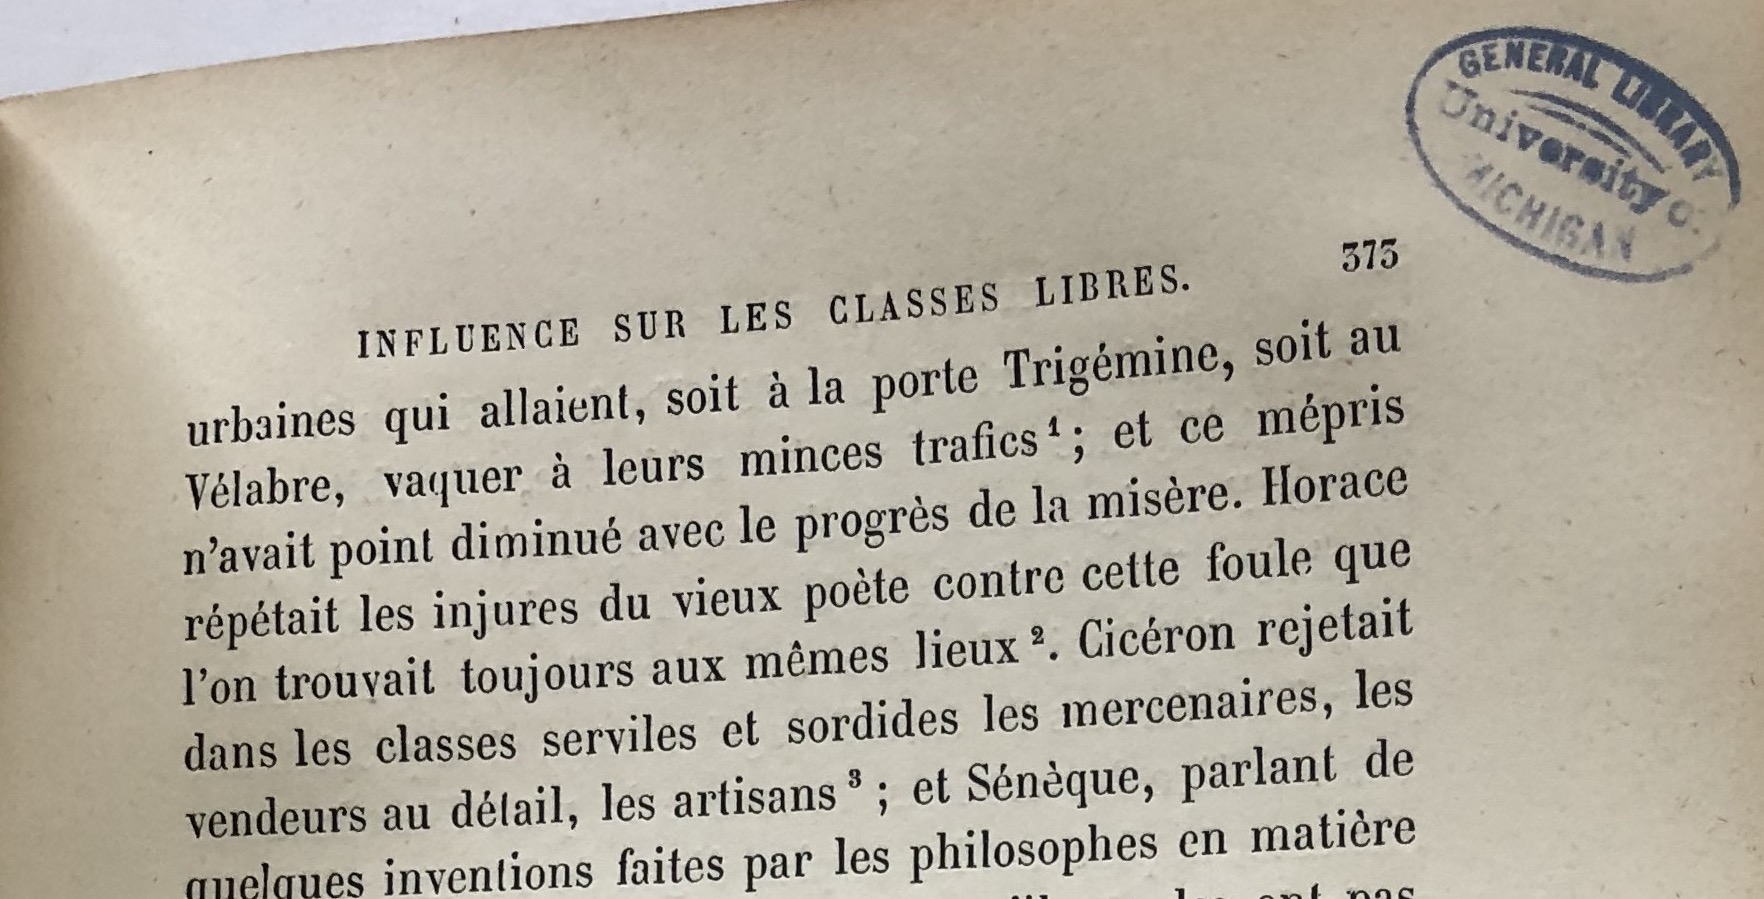 GENERAL LIBRARY
University of
MICHIGAN
INFLUENCE SUR LES CLASSES LIBRES. 373
urbaines qui allaient, soit à la porte Trigémine, soit au
Vélabre, vaquer à leurs minces trafics¹; et ce mépris
n'avait point diminué avec le progrès de la misère. Horace
répétait les injures du vieux poète contre cette foule que
l'on trouvait toujours aux mêmes lieux². Cicéron rejetait
dans les classes serviles et sordides les mercenaires, les
vendeurs au détail, les artisans³; et Sénèque, parlant de
quelques inventions faites par les philosophes en matière
ont pas